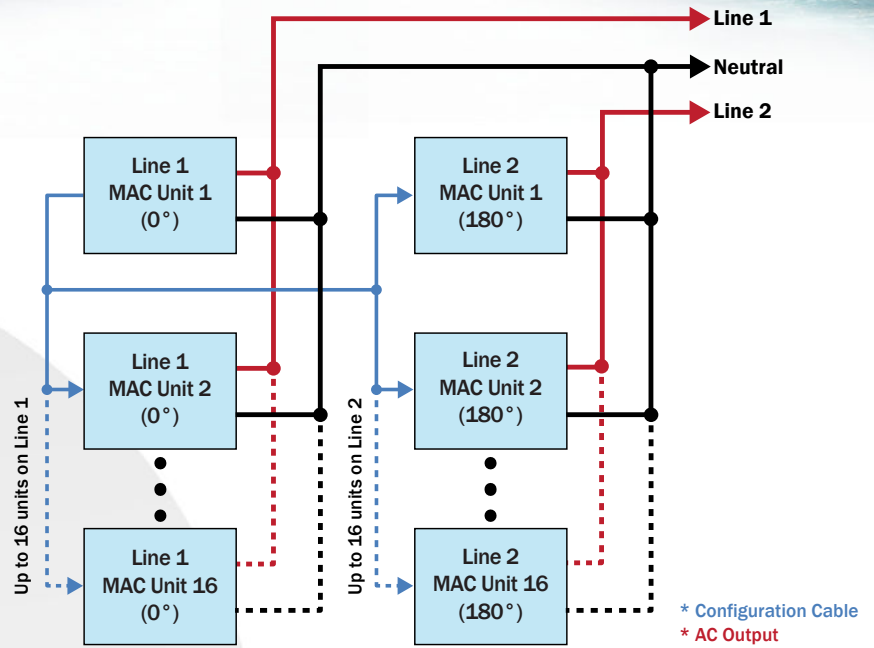 Line 1
Neutral
Line 2
Line 1
MAC Unit 1
(0°)
Line 2
MAC Unit 1
(180°)
Line 1
MAC Unit 2
(0°)
Line 2
MAC Unit 2
(180°)
Up to 16 units on Line 1
Up to 16 units on Line 2
Line 1
MAC Unit 16
(0°)
Line 2
MAC Unit 16
(180°)
* Configuration Cable
* AC Output